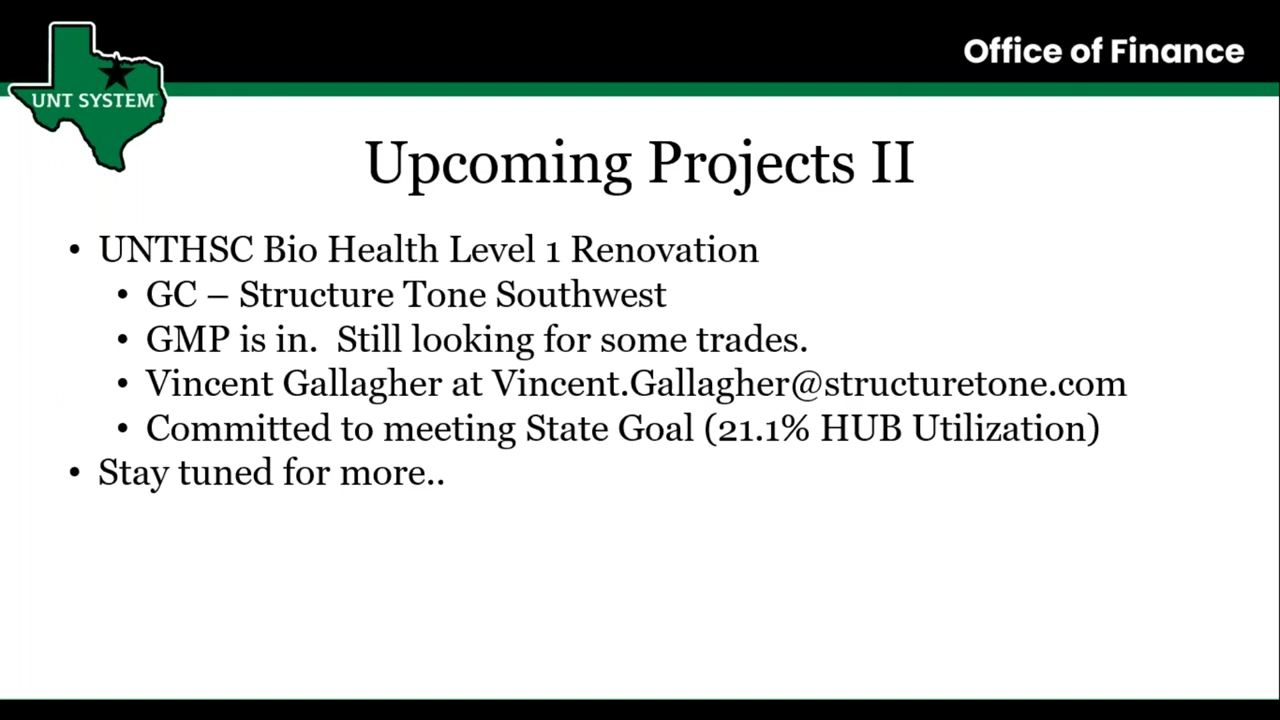 Office of Finance
UNT SYSTEM
Upcoming Projects II
• UNTHSC Bio Health Level 1 Renovation
• GC – Structure Tone Southwest
• GMP is in.  Still looking for some trades.
• Vincent Gallagher at Vincent.Gallagher@structuretone.com
• Committed to meeting State Goal (21.1% HUB Utilization)
• Stay tuned for more..